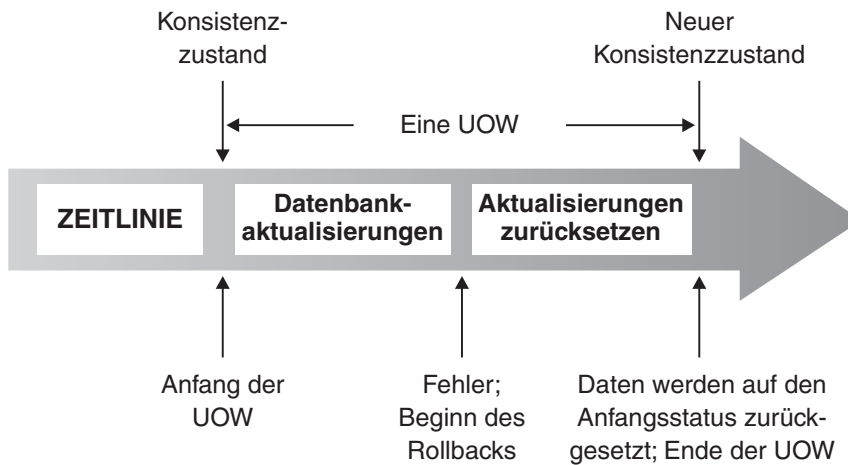 Konsistenz-
zustand
Neuer
Konsistenzzustand
Eine UOW
ZEITLINIE
Datenbank-
aktualisierungen
Aktualisierungen
zurücksetzen
Anfang der
UOW
Fehler;
Beginn des
Rollbacks
Daten werden auf den
Anfangsstatus zurück-
gesetzt; Ende der UOW